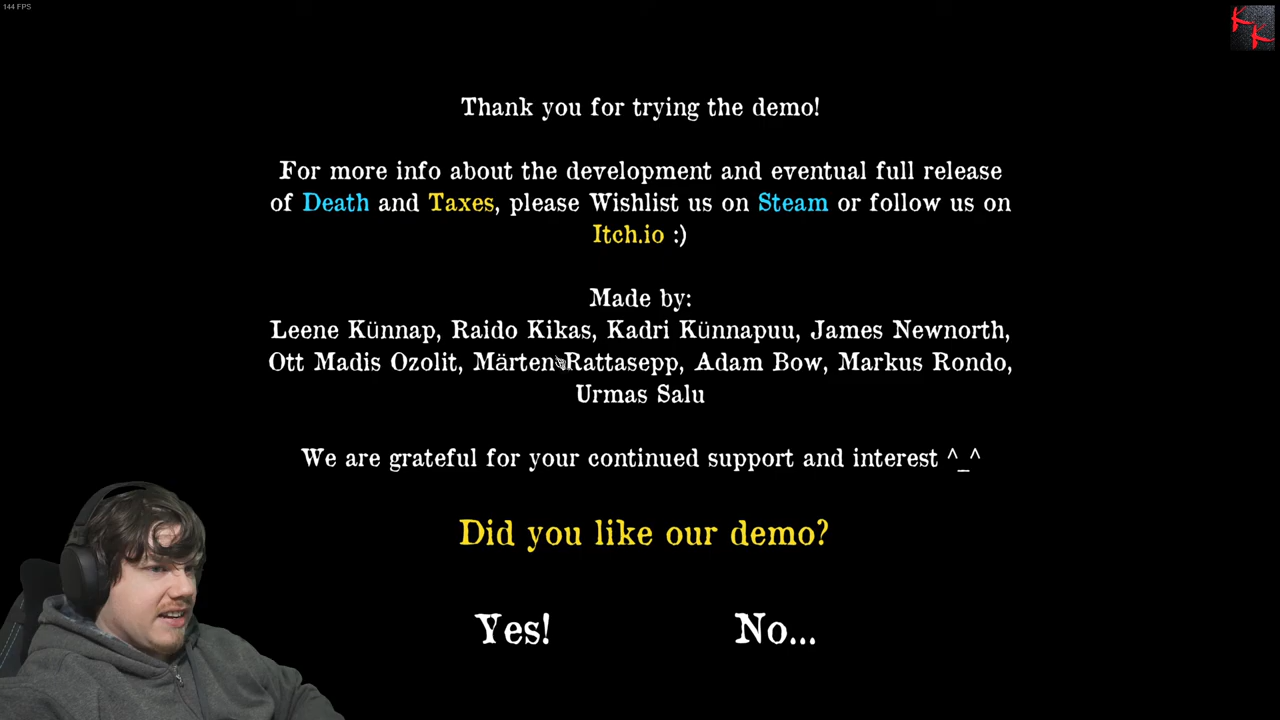 144 FPS
KK
Thank you for trying the demo!
For more info about the development and eventual full release
of Death and Taxes, please Wishlist us on Steam or follow us on
Itch.io :)
Made by:
Leene Künnap, Raido Kikas, Kadri Künnapuu, James Newnorth,
Ott Madis Ozolit, Märten Rattasepp, Adam Bow, Markus Rondo,
Urmas Salu
We are grateful for your continued support and interest ^_^
Did you like our demo?
Yes! No...